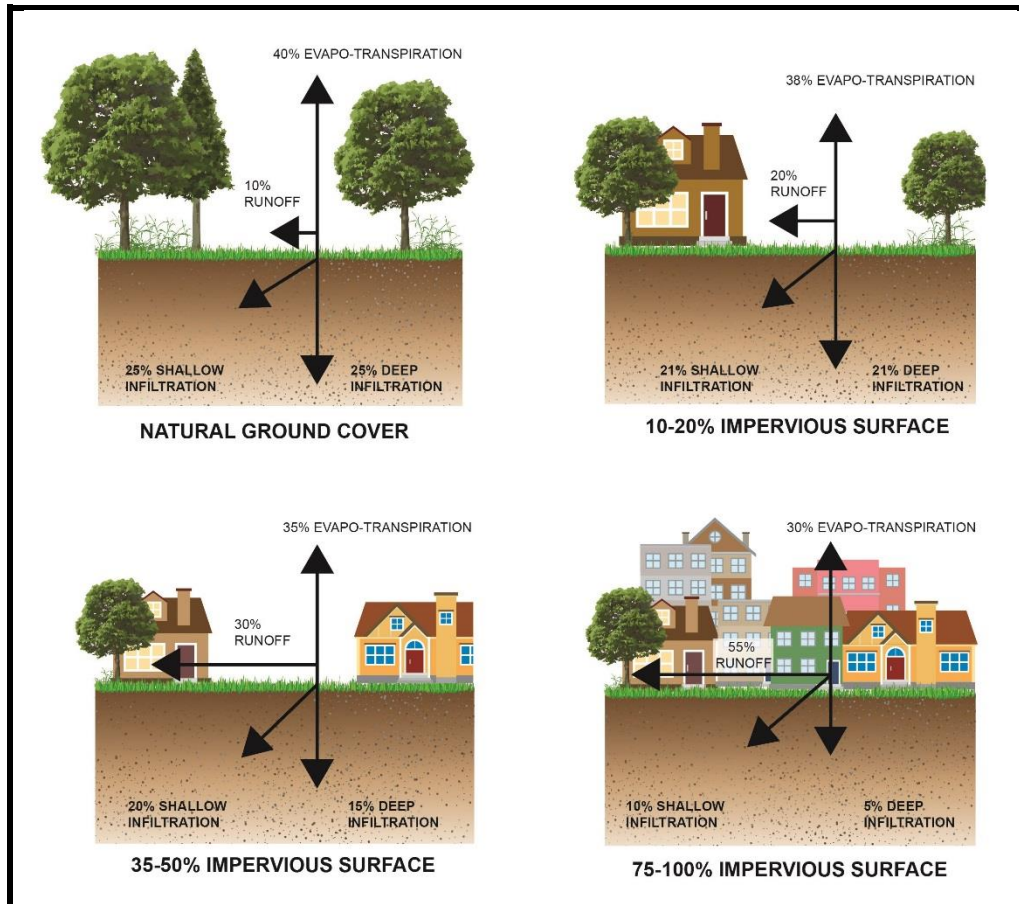 40% EVAPO-TRANSPIRATION
10%
RUNOFF
25% SHALLOW
INFILTRATION
25% DEEP
INFILTRATION
NATURAL GROUND COVER
38% EVAPO-TRANSPIRATION
20%
RUNOFF
21% SHALLOW
INFILTRATION
21% DEEP
INFILTRATION
10-20% IMPERVIOUS SURFACE
35% EVAPO-TRANSPIRATION
30%
RUNOFF
20% SHALLOW
INFILTRATION
15% DEEP
INFILTRATION
35-50% IMPERVIOUS SURFACE
30% EVAPO-TRANSPIRATION
55%
RUNOFF
10% SHALLOW
INFILTRATION
5% DEEP
INFILTRATION
75-100% IMPERVIOUS SURFACE